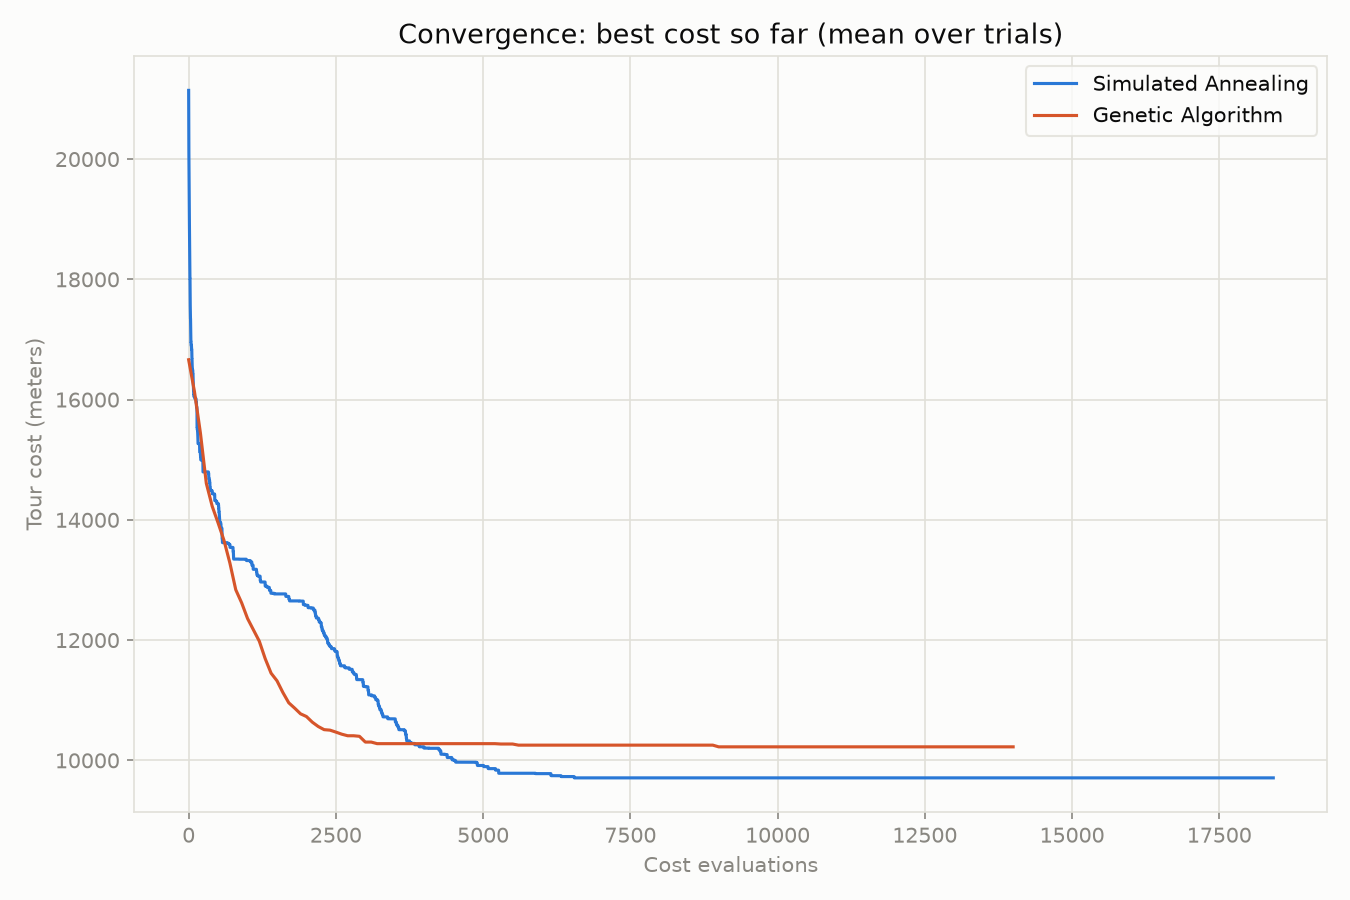 Convergence: best cost so far (mean over trials)
Simulated Annealing
Genetic Algorithm
Tour cost (meters)
20000
18000
16000
14000
12000
10000
0 2500 5000 7500 10000 12500 15000 17500
Cost evaluations